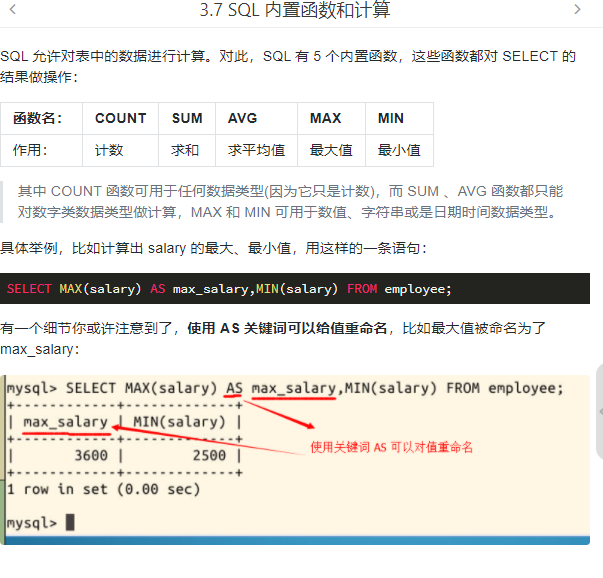 3.7 SQL 内置函数和计算
SQL 允许对表中的数据进行计算。对此，SQL 有 5 个内置函数，这些函数都对 SELECT 的
结果做操作：
函数名： COUNT SUM AVG MAX MIN
作用： 计数 求和 求平均值 最大值 最小值
其中 COUNT 函数可用于任何数据类型(因为它只是计数)，而 SUM 、AVG 函数都只能
对数字类数据类型做计算，MAX 和 MIN 可用于数值、字符串或是日期时间数据类型。
具体举例，比如计算出 salary 的最大、最小值，用这样的一条语句：
SELECT MAX(salary) AS max_salary,MIN(salary) FROM employee;
有一个细节你或许注意到了，使用 AS 关键词可以给值重命名，比如最大值被命名为了
max_salary：
mysql> SELECT MAX(salary) AS max_salary,MIN(salary) FROM employee;
+------------+-------------+
| max_salary | MIN(salary) |
+------------+-------------+
| 3600 | 2500 |
+------------+-------------+
使用关键词 AS 可以对值重命名
1 row in set (0.00 sec)
mysql>